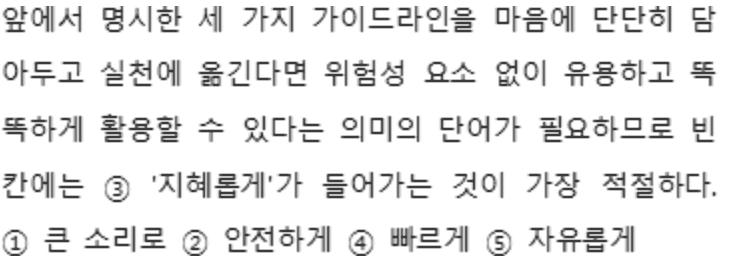 앞에서 명시한 세 가지 가이드라인을 마음에 단단히 담
아두고 실천에 옮긴다면 위험성 요소 없이 유용하고 똑
똑하게 활용할 수 있다는 의미의 단어가 필요하므로 빈
칸에는 ③ '지혜롭게'가 들어가는 것이 가장 적절하다.
① 큰 소리로 ② 안전하게 ④ 빠르게 ⑤ 자유롭게